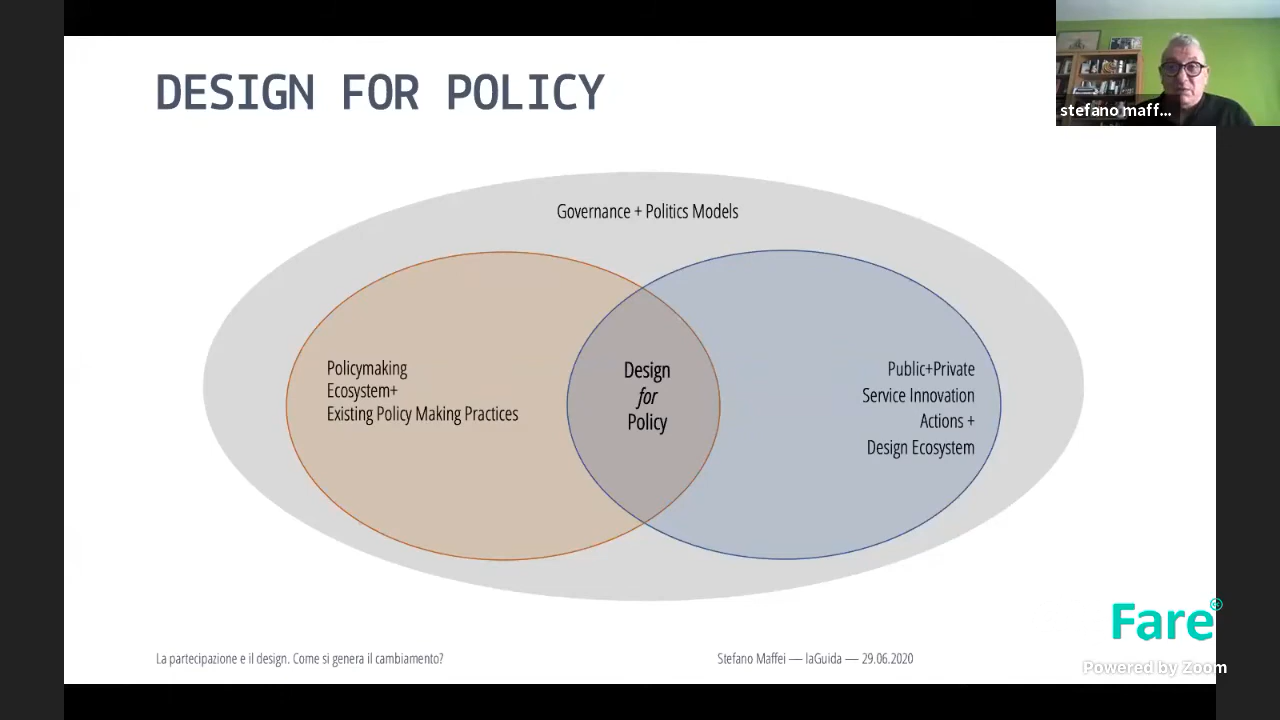 DESIGN FOR POLICY
stefano maff...
Governance + Politics Models
Policymaking
Ecosystem+
Existing Policy Making Practices
Design
for
Policy
Public+Private
Service Innovation
Actions +
Design Ecosystem
Fare
Powered by Zoom
La partecipazione e il design. Come si genera il cambiamento?
Stefano Maffei — laGuida — 29.06.2020